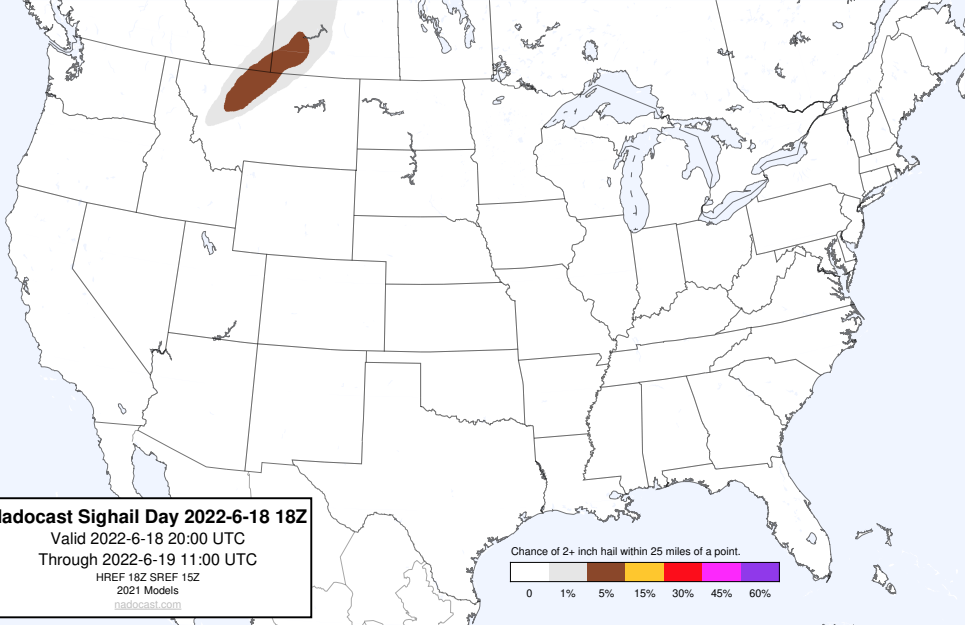 adocast Sighail Day 2022-6-18 18Z
Valid 2022-6-18 20:00 UTC
Through 2022-6-19 11:00 UTC
HREF 18Z SREF 15Z
2021 Models
nadocast.com
Chance of 2+ inch hail within 25 miles of a point.
0 1% 5% 15% 30% 45% 60%